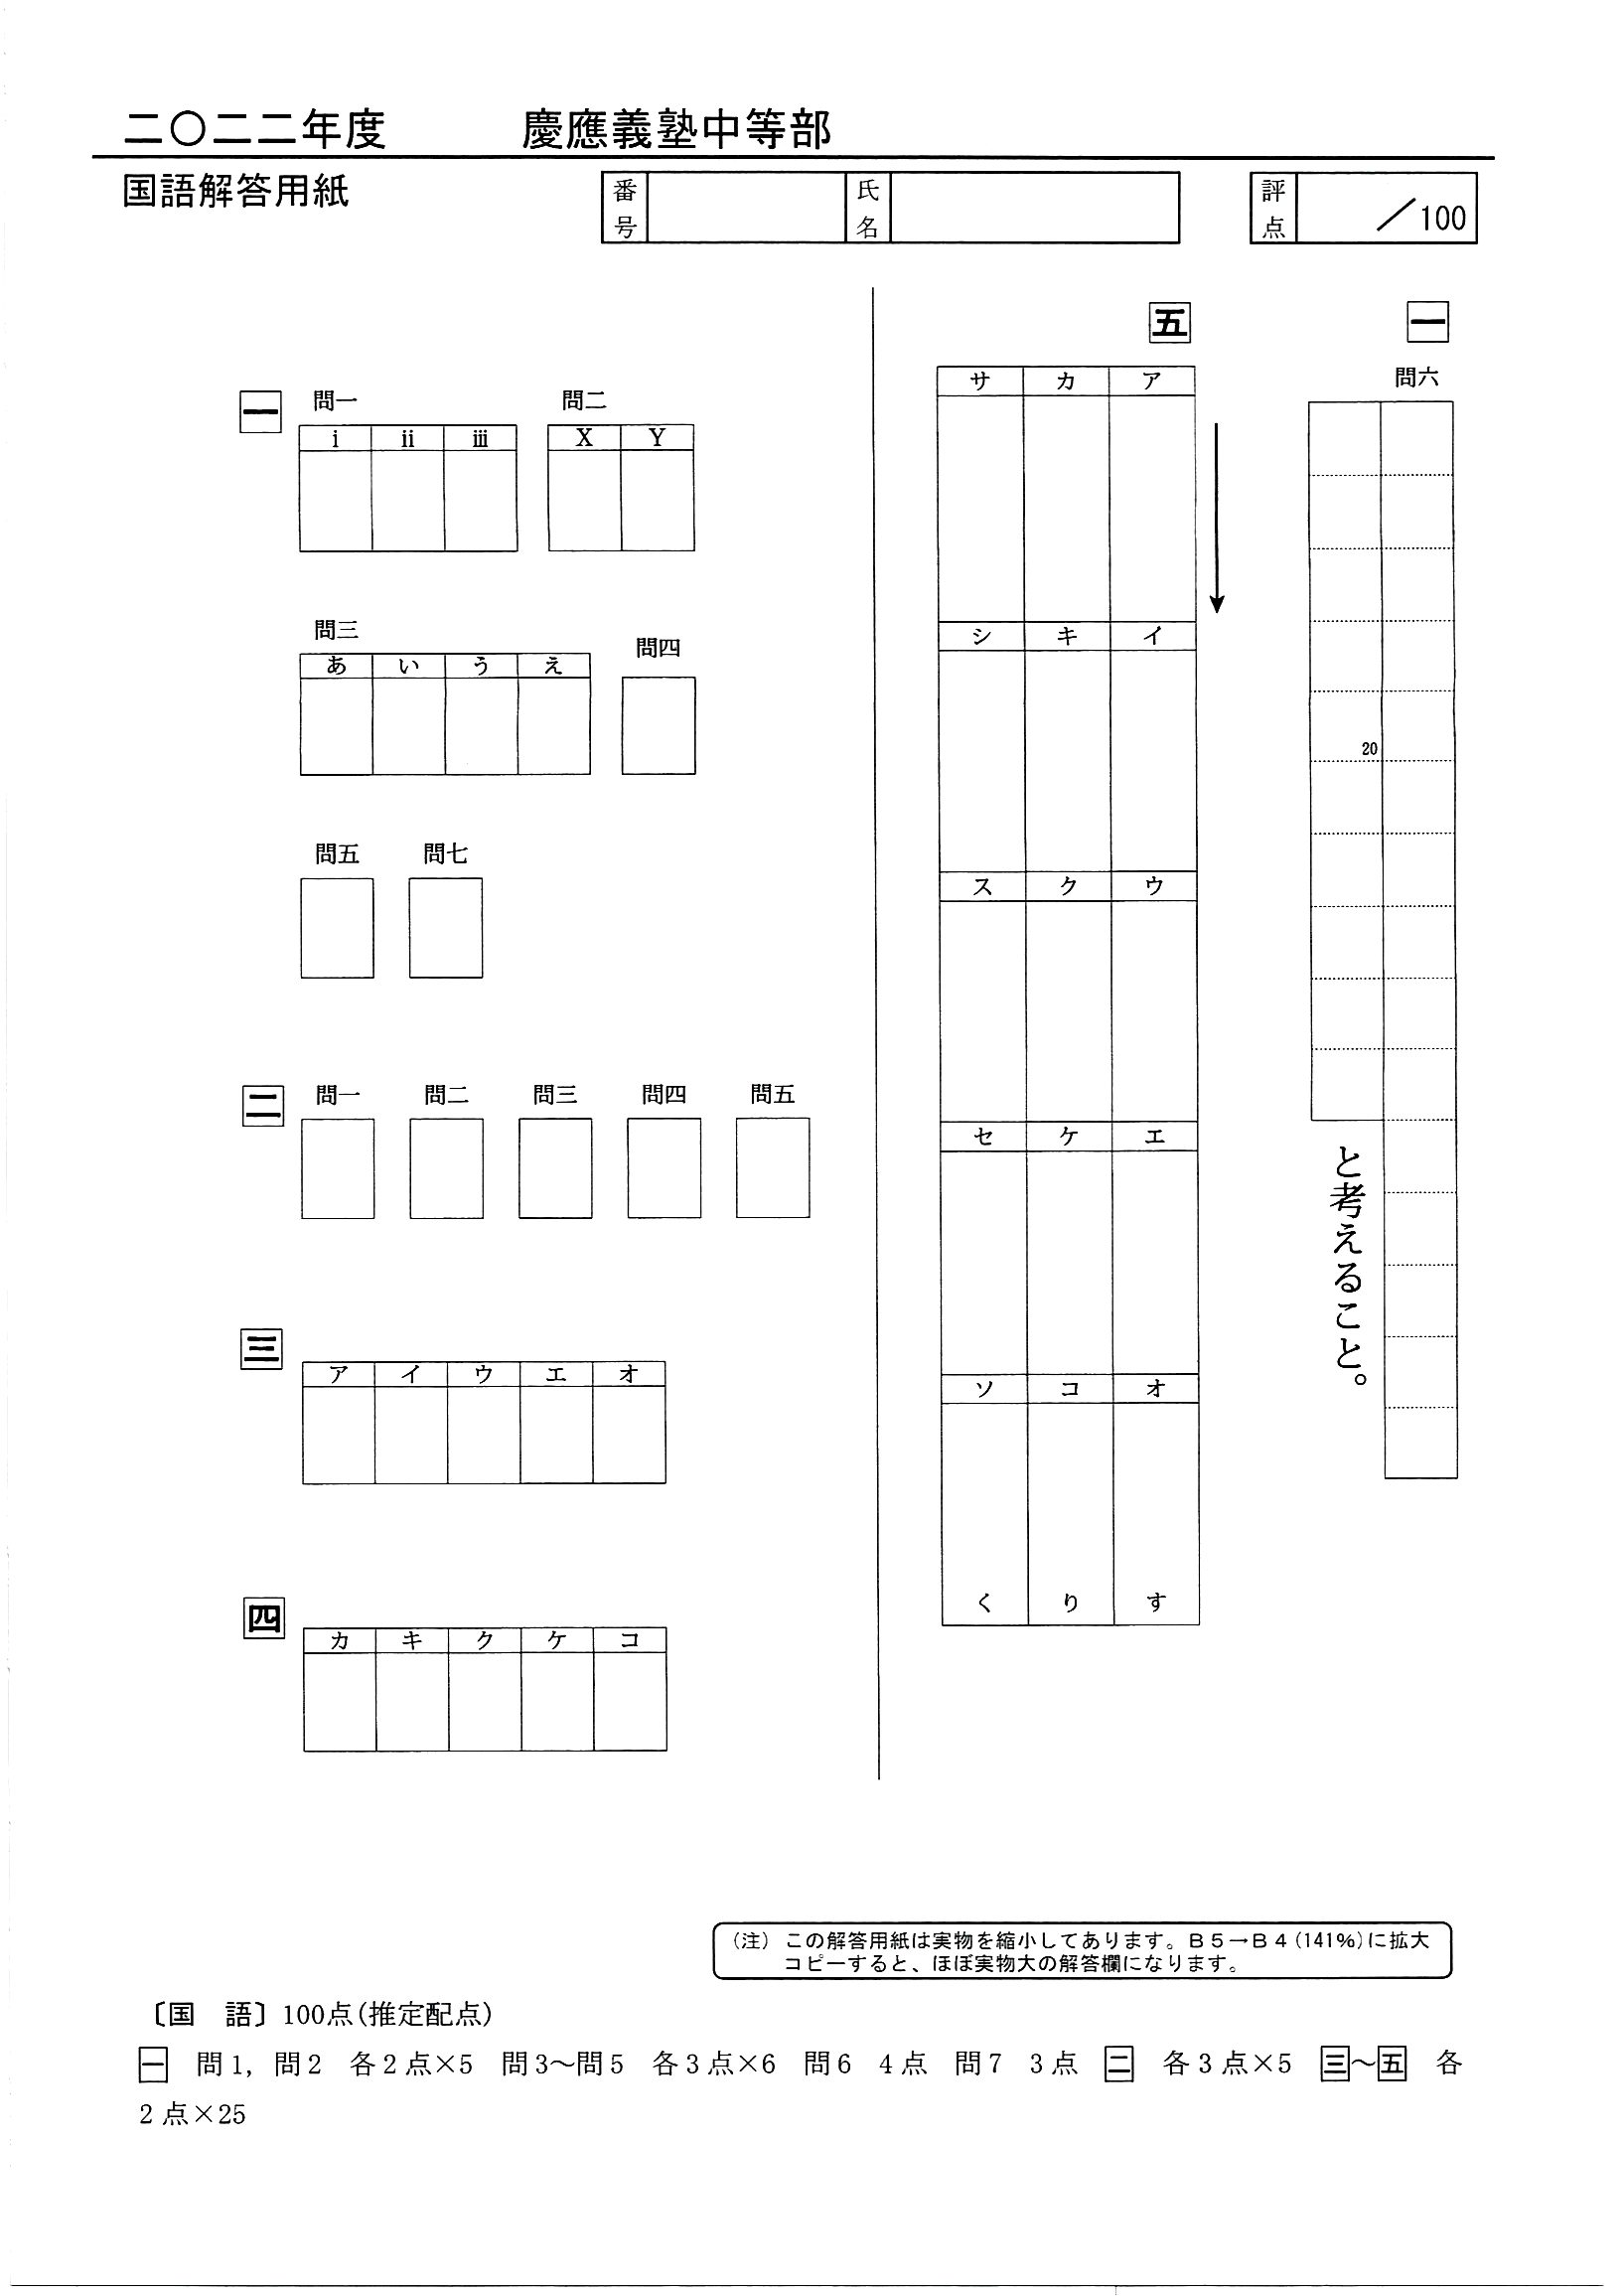 二〇二二年度 慶應義塾中等部
国語解答用紙
番号 氏名
評点 ／100
一
問六
20
と考えること。
五
ア カ サ
イ キ シ
ウ ク ス
エ ケ セ
オ コ ソ
す り く
一
問一 問二
i ii iii X Y
問三 問四
あ い う え
問五 問七
二
問一 問二 問三 問四 問五
三
ア イ ウ エ オ
四
カ キ ク ケ コ
(注) この解答用紙は実物を縮小してあります。Ｂ５→Ｂ４(141%)に拡大
コピーすると、ほぼ実物大の解答欄になります。
〔国 語〕100点(推定配点)
一 問1，問2 各2点×5 問3～問5 各3点×6 問6 4点 問7 3点 二 各3点×5 三～五 各
2点×25